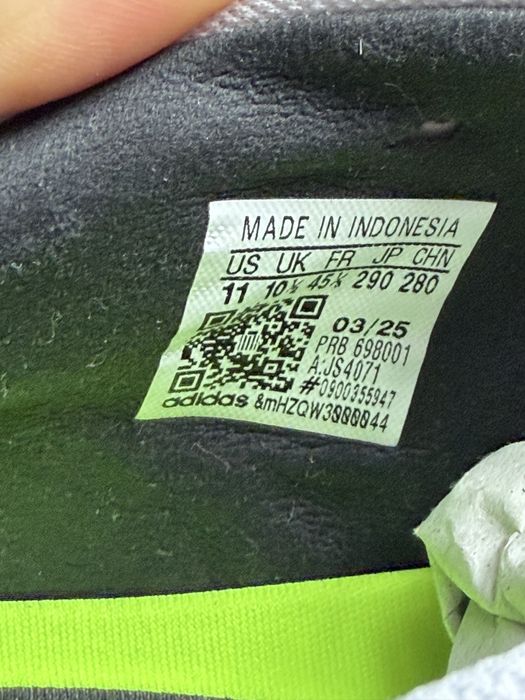 MADE IN INDONESIA
US UK FR JP CHN
11 10½ 45⅓ 290 280
03/25
PRB 698001
A.JS4071
#0900355947
adidas &mHZQW3000044